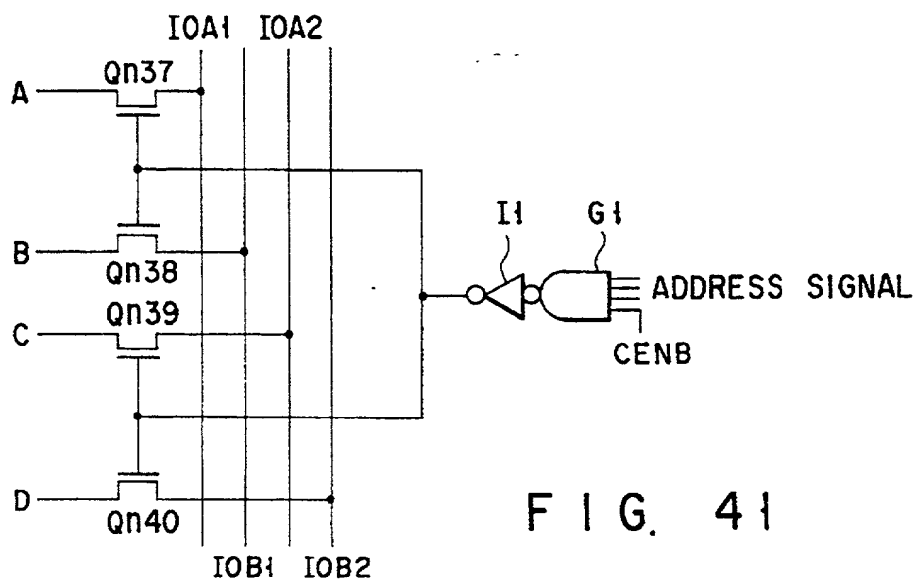 IOA1 IOA2
Qn37
A
I1 G1
B
Qn38
ADDRESS SIGNAL
Qn39
C
CENB
D
Qn40
FIG. 41
IOB1 IOB2